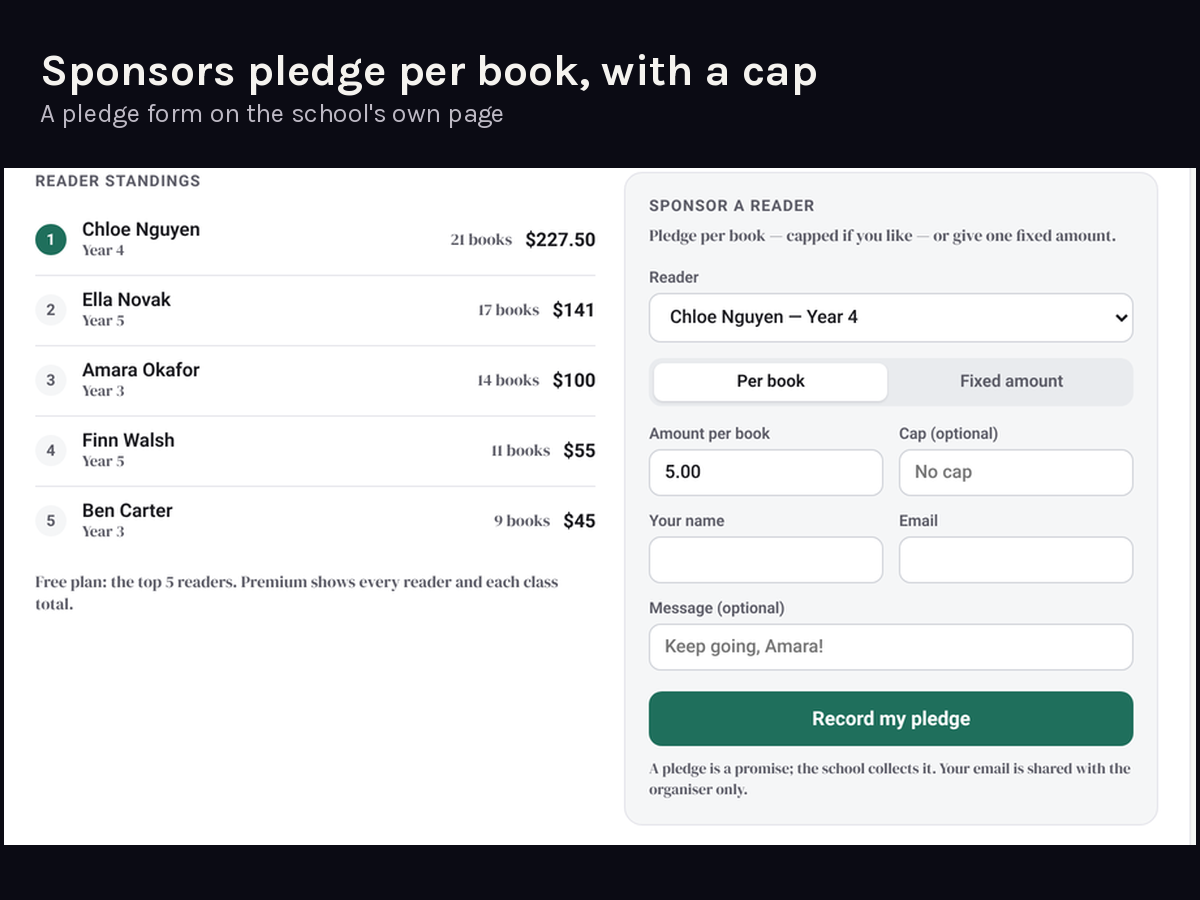 Sponsors pledge per book, with a cap
A pledge form on the school's own page
READER STANDINGS
1
Chloe Nguyen
Year 4
21 books
$227.50
2
Ella Novak
Year 5
17 books
$141
3
Amara Okafor
Year 3
14 books
$100
4
Finn Walsh
Year 5
11 books
$55
5
Ben Carter
Year 3
9 books
$45
Free plan: the top 5 readers. Premium shows every reader and each class
total.
SPONSOR A READER
Pledge per book — capped if you like — or give one fixed amount.
Reader
Chloe Nguyen — Year 4
Per book
Fixed amount
Amount per book
Cap (optional)
5.00
No cap
Your name
Email
Message (optional)
Keep going, Amara!
Record my pledge
A pledge is a promise; the school collects it. Your email is shared with the
organiser only.